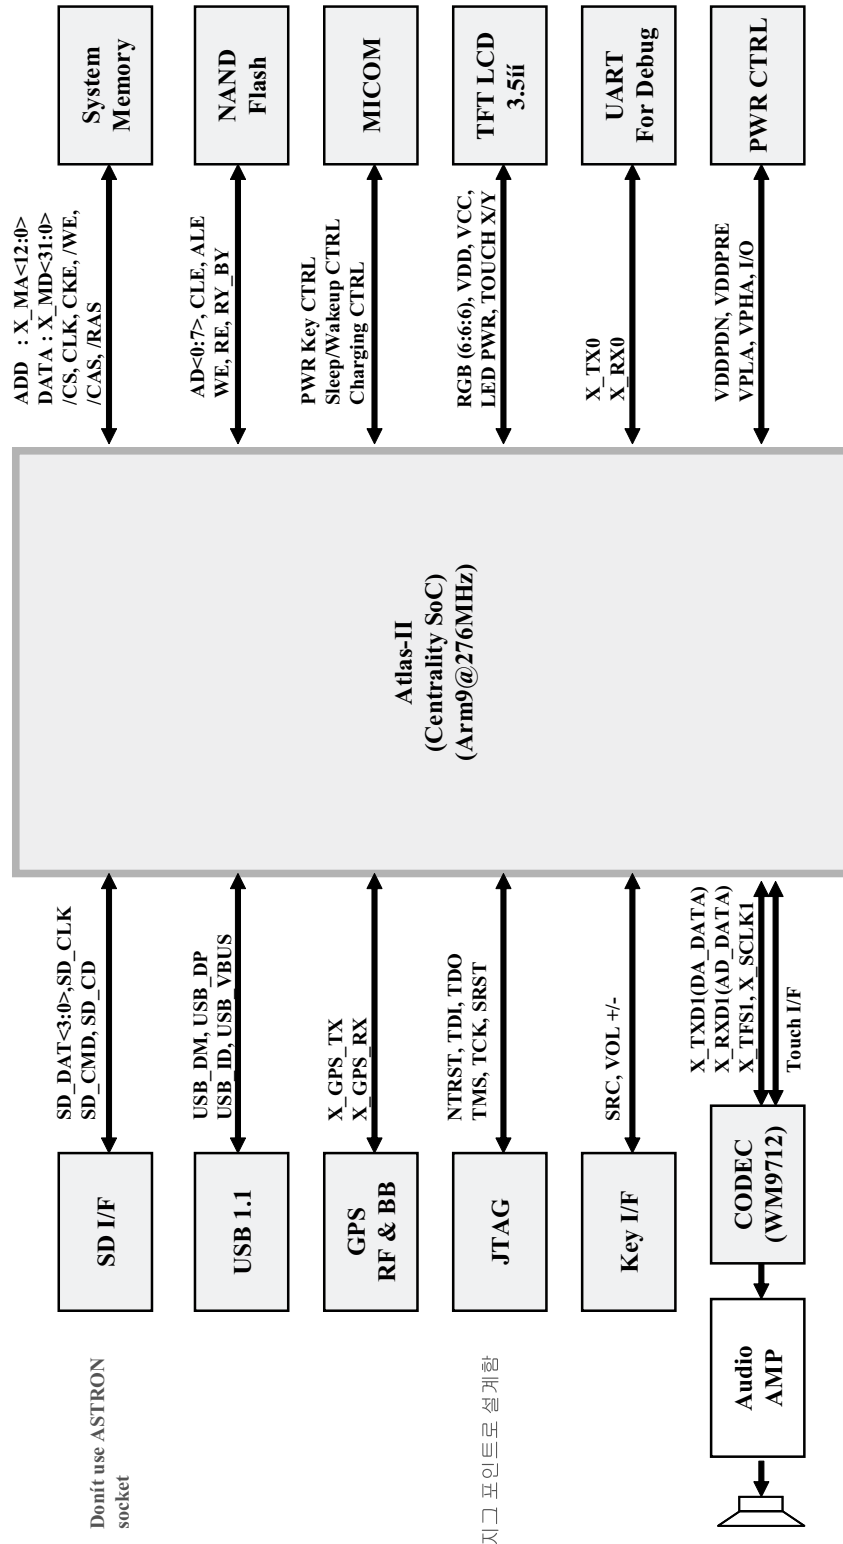 Don’t use ASTRON
socket
SD I/F
SD_DAT<3:0>,SD_CLK
SD_CMD, SD_CD
ADD : X_MA<12:0>
DATA : X_MD<31:0>
/CS, CLK, CKE, /WE,
/CAS, /RAS
System
Memory
USB 1.1
USB_DM, USB_DP
USB_ID, USB_VBUS
AD<0:7>, CLE, ALE
WE, RE, RY_BY
NAND
Flash
GPS
RF & BB
X_GPS_TX
X_GPS_RX
Atlas-II
(Centrality SoC)
(Arm9@276MHz)
PWR Key CTRL
Sleep/Wakeup CTRL
Charging CTRL
MICOM
지그 포인트로 설계함
JTAG
NTRST, TDI, TDO
TMS, TCK, SRST
RGB (6:6:6), VDD, VCC,
LED PWR, TOUCH X/Y
TFT LCD
3.5íí
Key I/F
SRC, VOL +/-
X_TX0
X_RX0
UART
For Debug
Audio
AMP
CODEC
(WM9712)
X_TXD1(DA_DATA)
X_RXD1(AD_DATA)
X_TFS1, X_SCLK1
Touch I/F
VDDPDN, VDDPRE
VPLA, VPHA, I/O
PWR CTRL